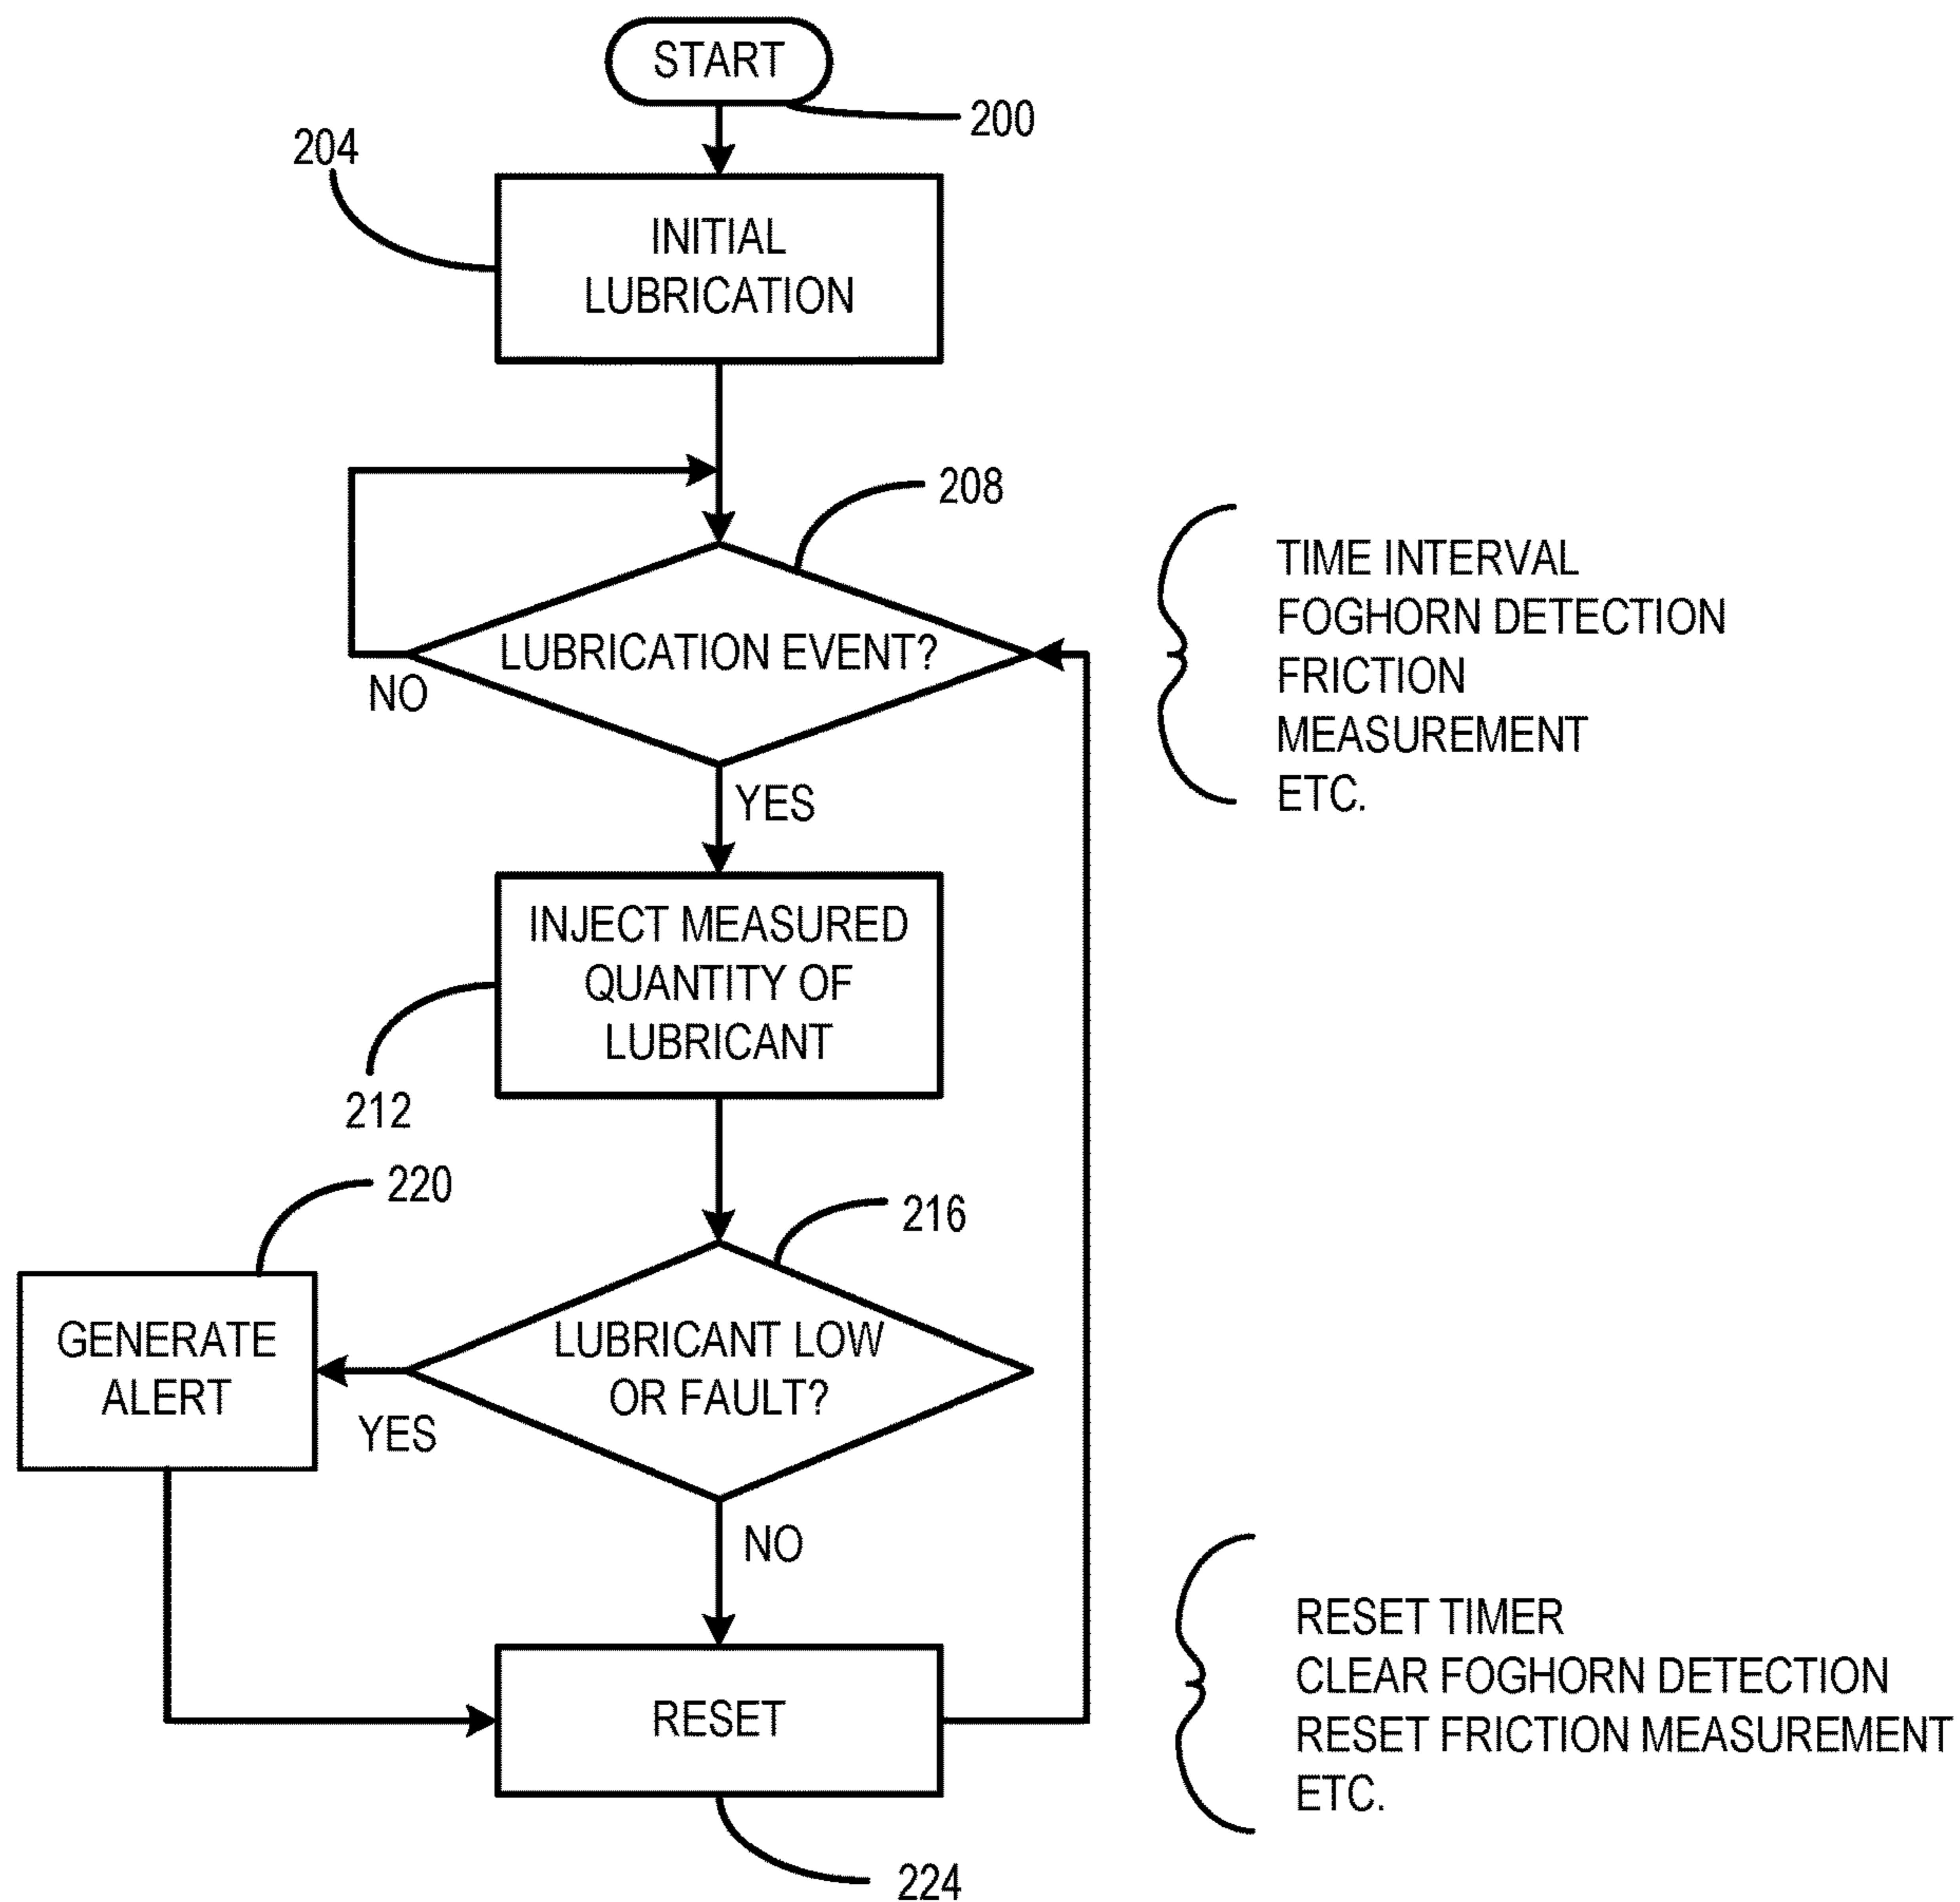 START
200
204
INITIAL
LUBRICATION
208
LUBRICATION EVENT?
NO
YES
TIME INTERVAL
FOGHORN DETECTION
FRICTION
MEASUREMENT
ETC.
INJECT MEASURED
QUANTITY OF
LUBRICANT
212
220
216
GENERATE
ALERT
LUBRICANT LOW
OR FAULT?
YES
NO
RESET
224
RESET TIMER
CLEAR FOGHORN DETECTION
RESET FRICTION MEASUREMENT
ETC.